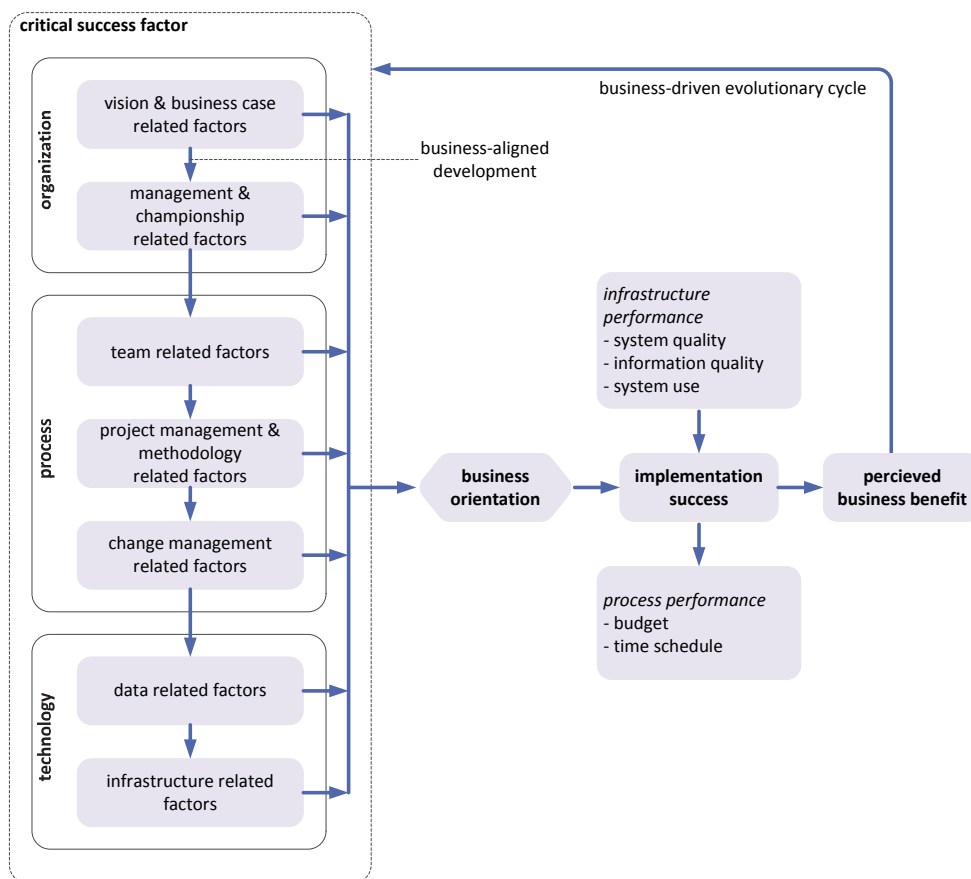 critical success factor
organization
vision & business case
related factors
management &
championship
related factors
process
team related factors
project management &
methodology
related factors
change management
related factors
technology
data related factors
infrastructure related
factors
business-driven evolutionary cycle
business-aligned
development
infrastructure
performance
- system quality
- information quality
- system use
business
orientation
implementation
success
percieved
business benefit
process performance
- budget
- time schedule